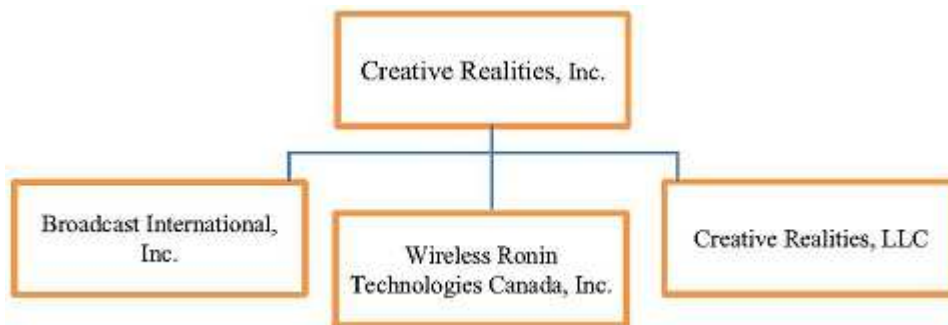 Creative Realities, Inc.
Broadcast International,
Inc.
Wireless Ronin
Technologies Canada, Inc.
Creative Realities, LLC